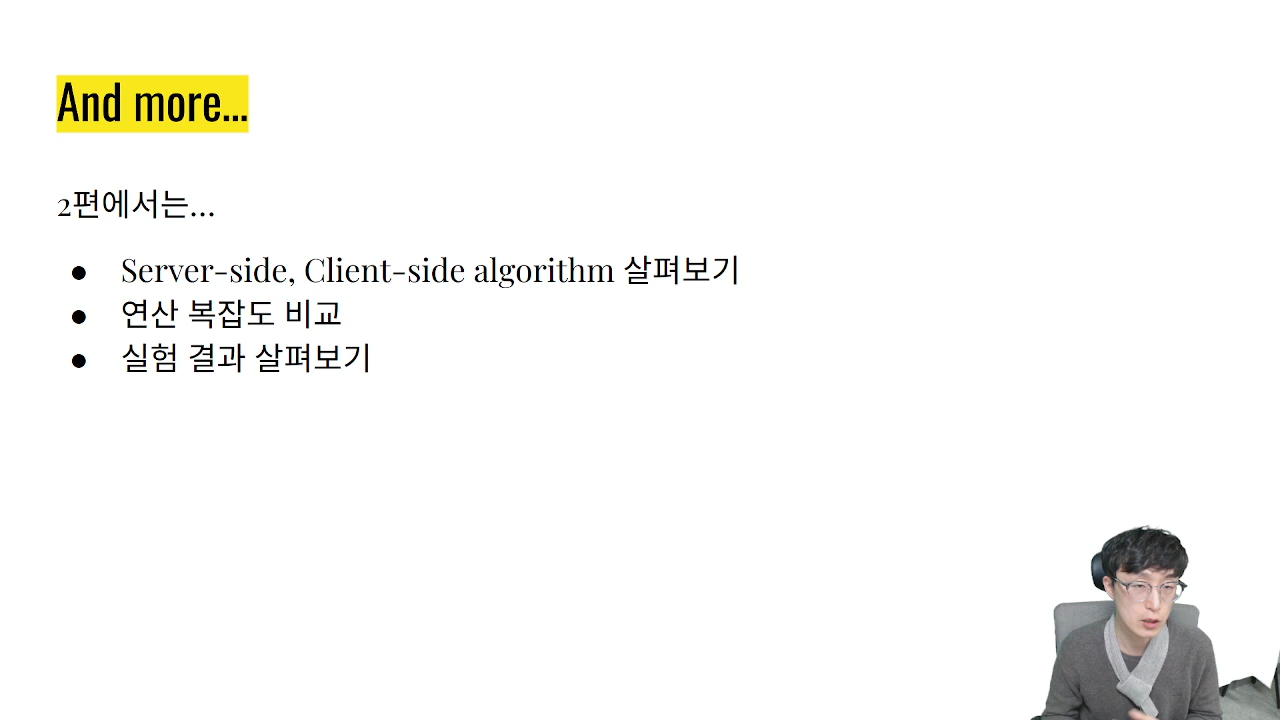 And more...
2편에서는...
● Server-side, Client-side algorithm 살펴보기
● 연산 복잡도 비교
● 실험 결과 살펴보기